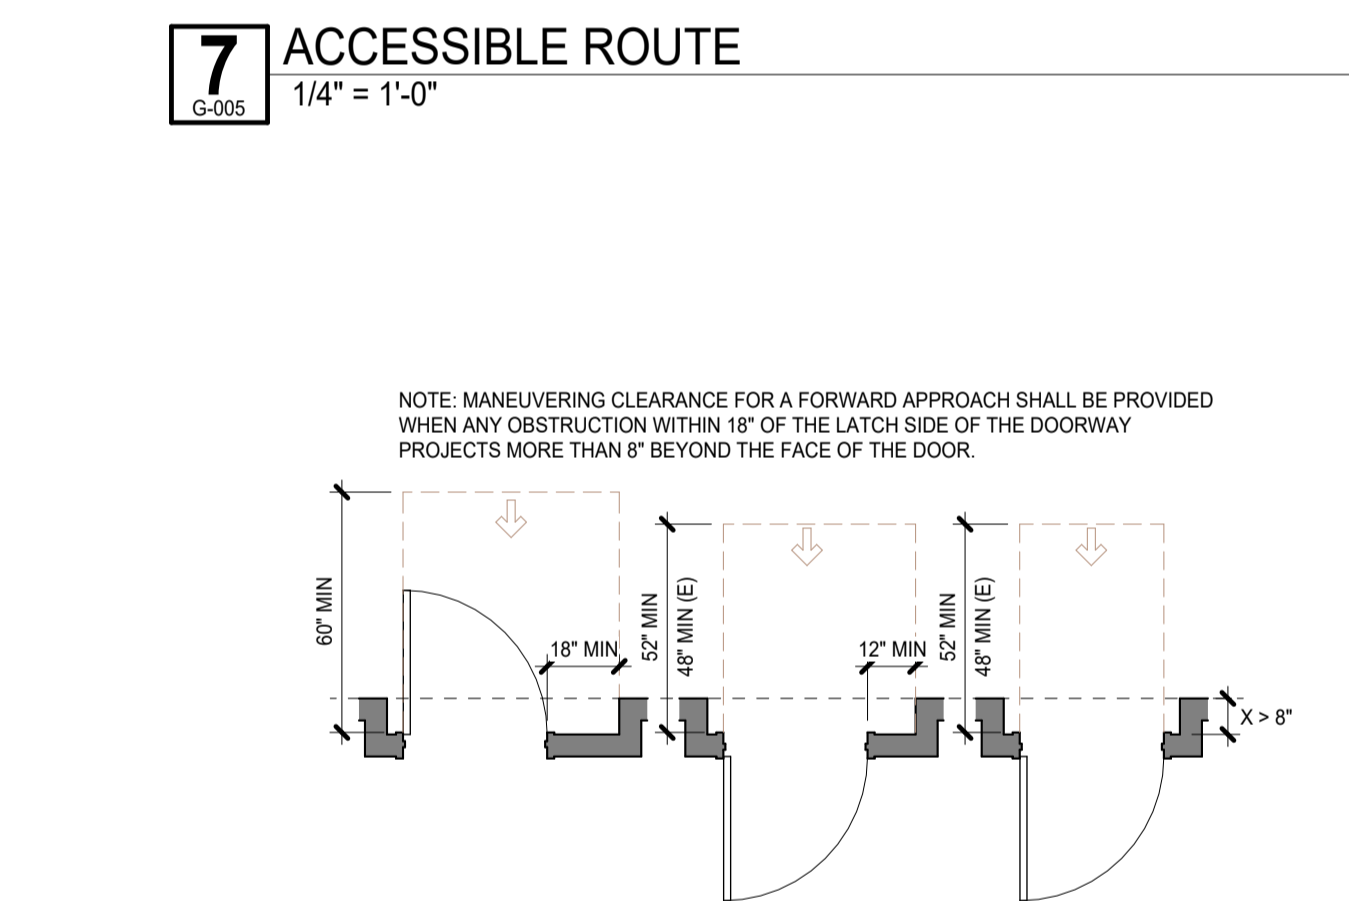 7
G-005
ACCESSIBLE ROUTE
1/4" = 1'-0"
NOTE: MANEUVERING CLEARANCE FOR A FORWARD APPROACH SHALL BE PROVIDED
WHEN ANY OBSTRUCTION WITHIN 18" OF THE LATCH SIDE OF THE DOORWAY
PROJECTS MORE THAN 8" BEYOND THE FACE OF THE DOOR.
60" MIN
18" MIN
52" MIN
48" MIN (E)
12" MIN
52" MIN
48" MIN (E)
X > 8"